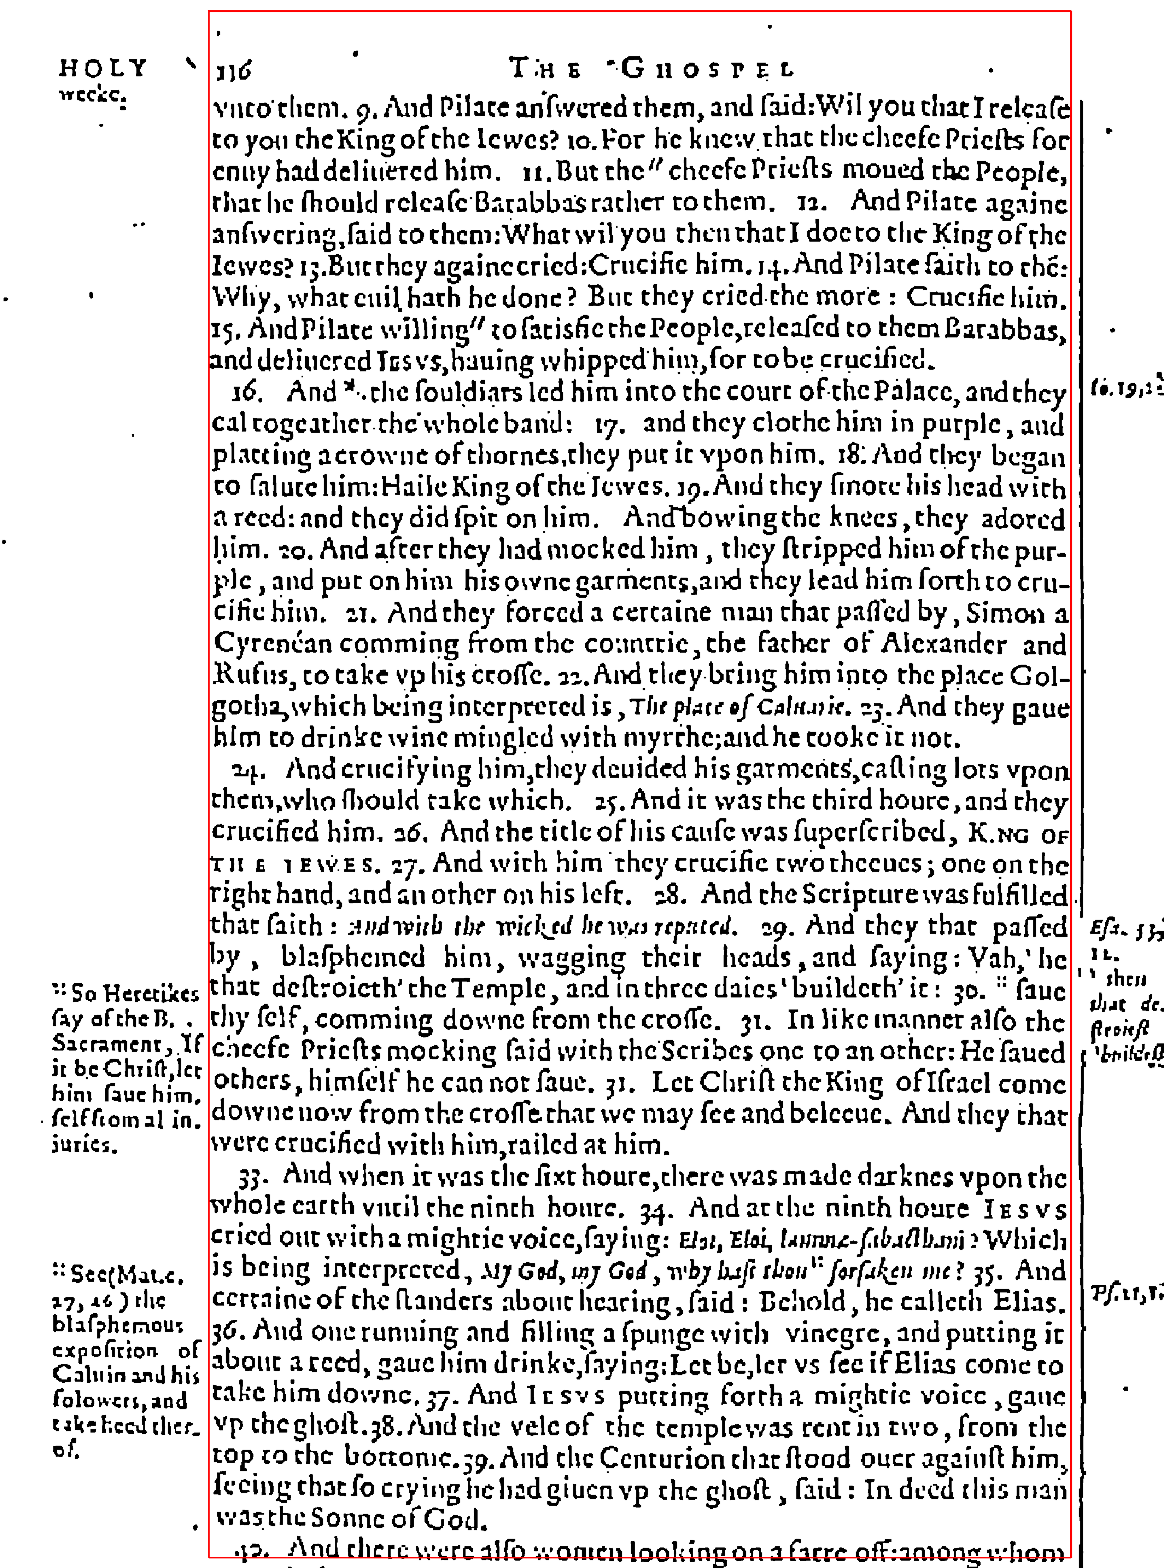 HOLY
weeke.
116 THE GHOSPEL
vnto them. 9. And Pilate anſwered them, and ſaid: Wil you that I releaſe
to you the King of the Iewes? 10. For he knew that the cheefe Prieſts for
enuy had deliuered him. 11. But the " cheefe Prieſts moued the People,
that he ſhould releaſe Barabbas rather to them. 12. And Pilate againe
anſwering, ſaid to them: What wil you then that I doe to the King of the
Iewes? 13. But they againe cried: Crucifie him. 14. And Pilate ſaith to thē:
Why, what euil hath he done? But they cried the more: Crucifie him.
15. And Pilate willing " to ſatisfie the People, releaſed to them Barabbas,
and deliuered IESVS, hauing whipped him, for to be crucified.
16. And * the ſouldiars led him into the court of the Palace, and they
cal togeather the whole band: 17. and they clothe him in purple, and
platting a crowne of thornes, they put it vpon him. 18. And they began
to ſalute him: Haile King of the Iewes. 19. And they ſmote his head with
a reed: and they did ſpit on him. And bowing the knees, they adored
him. 20. And after they had mocked him, they ſtripped him of the pur-
ple, and put on him his owne garments, and they lead him forth to cru-
cifie him. 21. And they forced a certaine man that paſſed by, Simon a
Cyrenéan comming from the countrie, the father of Alexander and
Rufus, to take vp his croſſe. 22. And they bring him into the place Gol-
gotha, which being interpreted is, The place of Caluarie. 23. And they gaue
him to drinke wine mingled with myrrhe; and he tooke it not.
24. And crucifying him, they deuided his garments, caſting lots vpon
them, who ſhould take which. 25. And it was the third houre, and they
crucified him. 26. And the title of his cauſe was ſuperſcribed, KING OF
THE IEWES. 27. And with him they crucifie two theeues; one on the
right hand, and an other on his left. 28. And the Scripture was fulfilled
that ſaith: And with the wicked he was reputed. 29. And they that paſſed
by, blaſphemed him, wagging their heads, and ſaying: Vah, ' he
that deſtroieth' the Temple, and in three daies 'buildeth' it: 30. :: ſaue
thy ſelf, comming downe from the croſſe. 31. In like manner alſo the
cheefe Prieſts mocking ſaid with the Scribes one to an other: He ſaued
others, himſelf he can not ſaue. 31. Let Chriſt the King of Iſrael come
downe now from the croſſe that we may ſee and beleeue. And they that
were crucified with him, railed at him.
33. And when it was the ſixt houre, there was made darknes vpon the
whole earth vntil the ninth houre. 34. And at the ninth houre IESVS
cried out with a mightie voice, ſaying: Eloi, Eloi, lamma-ſabacthani? Which
is being interpreted, My God, my God, why haſt thou :: forſaken me? 35. And
certaine of the ſtanders about hearing, ſaid: Behold, he calleth Elias.
36. And one running and filling a ſpunge with vinegre, and putting it
about a reed, gaue him drinke, ſaying: Let be, let vs ſee if Elias come to
take him downe. 37. And IESVS putting forth a mightie voice, gaue
vp the ghoſt. 38. And the vele of the temple was rent in two, from the
top to the bottome. 39. And the Centurion that ſtood ouer againſt him,
ſeeing that ſo crying he had giuen vp the ghoſt, ſaid: In deed this man
was the Sonne of God.
40. And there were alſo women looking on a farre off: among whom
:: So Heretikes
ſay of the B.
Sacrament, If
it be Chriſt, let
him ſaue him.
ſelf from al in.
iuries.
:: See (Mat. c.
27, 46) the
blaſphemous
expoſition of
Caluin and his
folowers, and
take heed ther-
of.
Io. 19, 2
Eſa. 53,
12.
' thou
that de-
ſtroieſt
'buildeſt
Pſ. 21, 1.